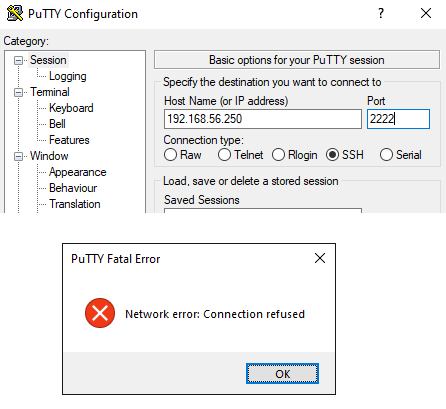 PuTTY Configuration
Category:
Session
Logging
Terminal
Keyboard
Bell
Features
Window
Appearance
Behaviour
Translation
Basic options for your PuTTY session
Specify the destination you want to connect to
Host Name (or IP address) Port
192.168.56.250 2222
Connection type:
Raw Telnet Rlogin SSH Serial
Load, save or delete a stored session
Saved Sessions
PuTTY Fatal Error
Network error: Connection refused
OK